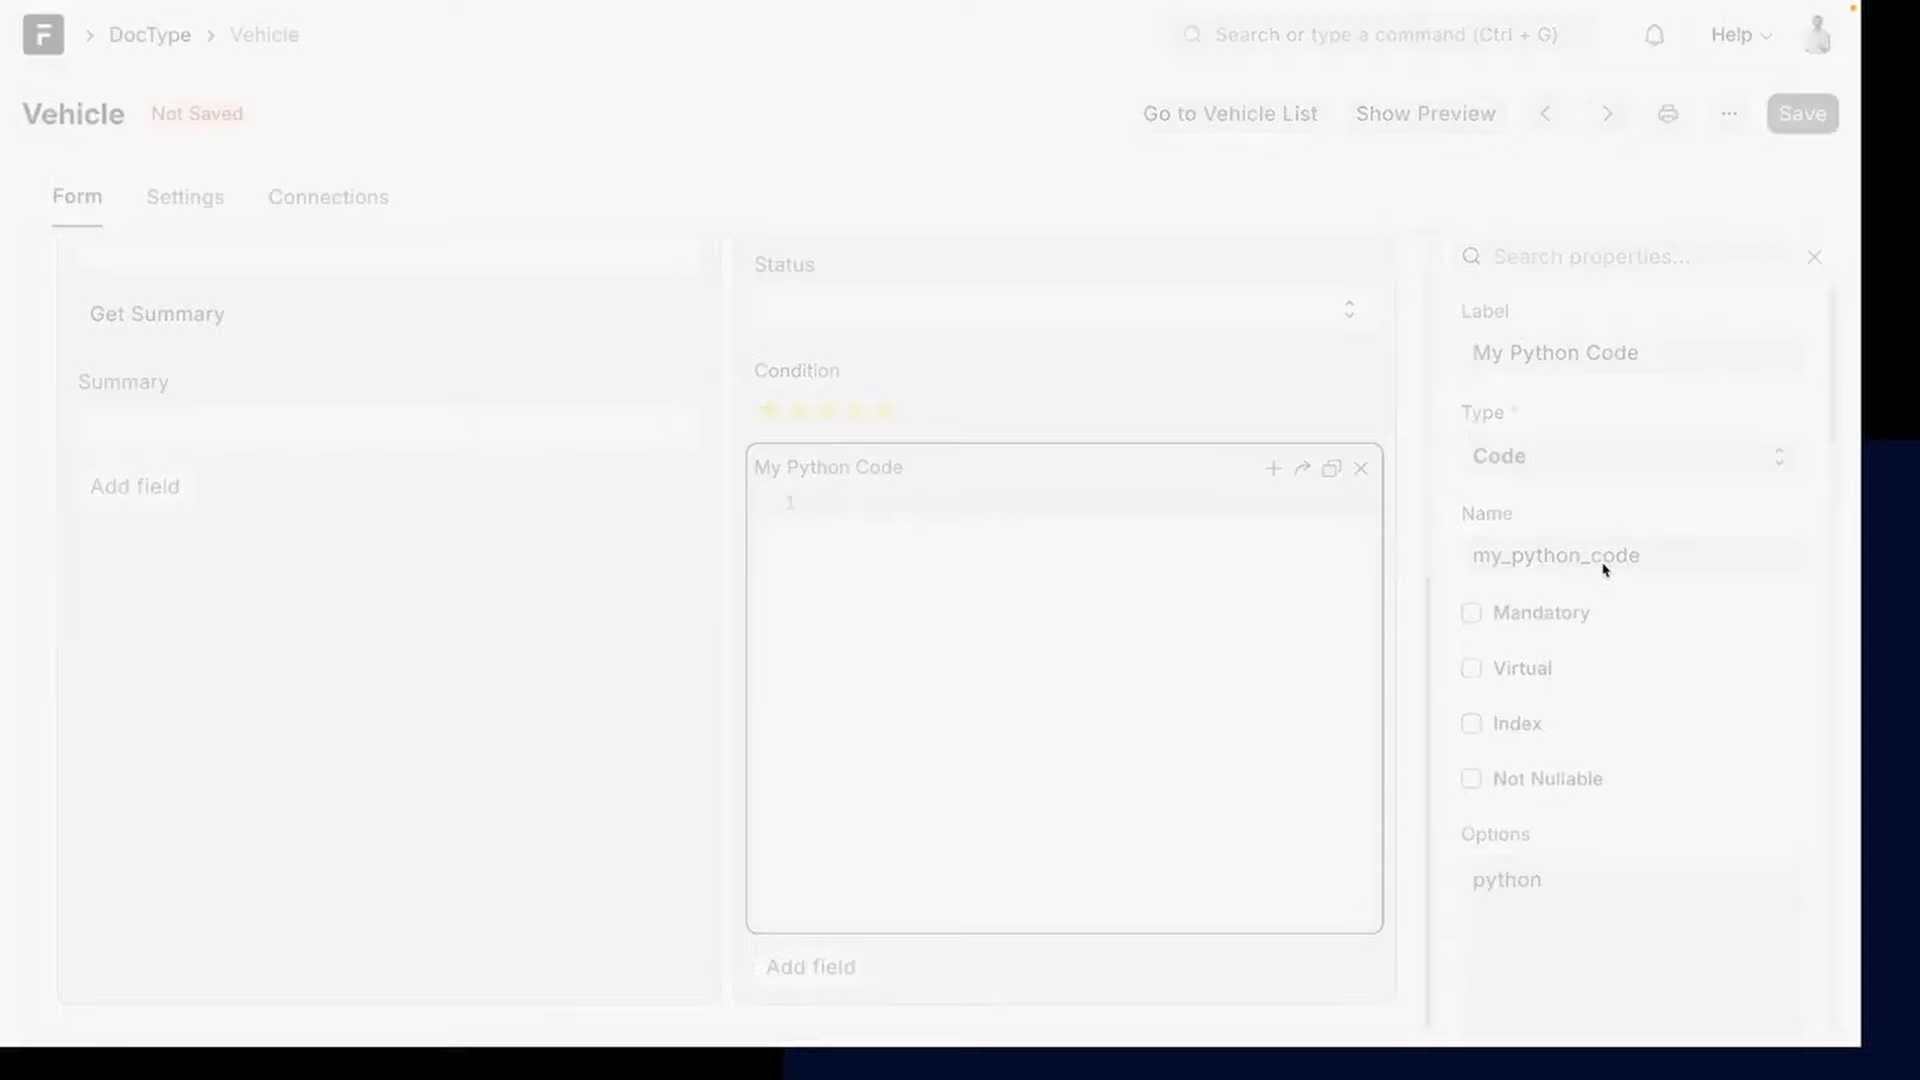 F > DocType > Vehicle
Search or type a command (Ctrl + G)
Help
Vehicle Not Saved
Go to Vehicle List
Show Preview
...
Save
Form
Settings
Connections
Get Summary
Summary
Add field
Status
Condition
My Python Code
1
Add field
Search properties...
Label
My Python Code
Type *
Code
Name
my_python_code
Mandatory
Virtual
Index
Not Nullable
Options
python